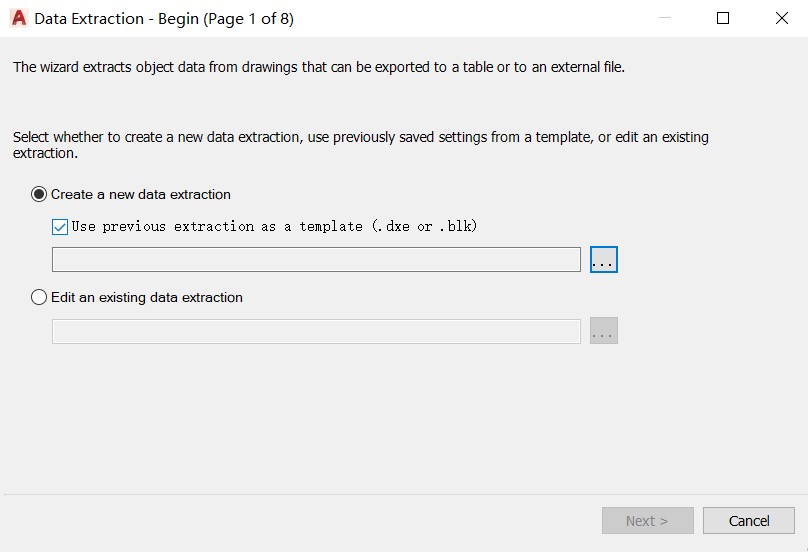 Data Extraction - Begin (Page 1 of 8)
The wizard extracts object data from drawings that can be exported to a table or to an external file.
Select whether to create a new data extraction, use previously saved settings from a template, or edit an existing
extraction.
Create a new data extraction
Use previous extraction as a template (.dxe or .blk)
...
Edit an existing data extraction
...
Next >
Cancel